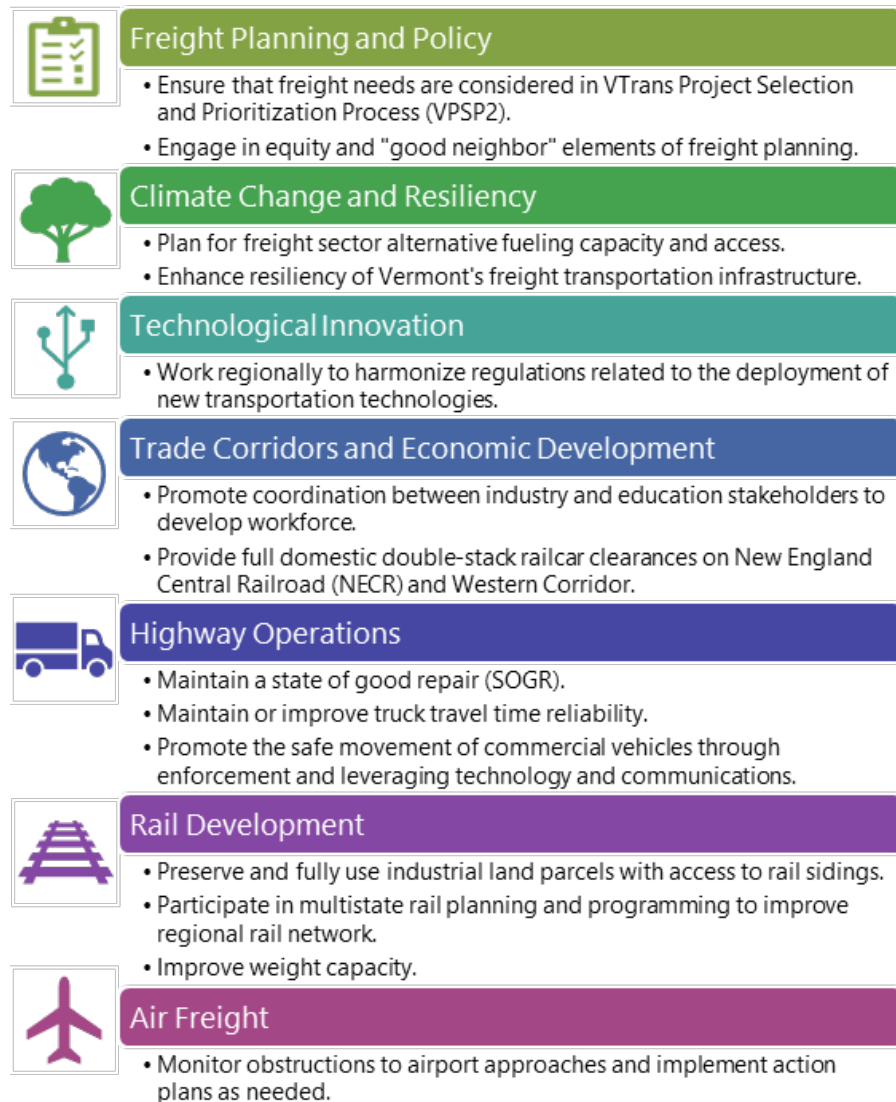 Freight Planning and Policy
• Ensure that freight needs are considered in VTrans Project Selection
and Prioritization Process (VPSP2).
• Engage in equity and "good neighbor" elements of freight planning.
Climate Change and Resiliency
• Plan for freight sector alternative fueling capacity and access.
• Enhance resiliency of Vermont's freight transportation infrastructure.
Technological Innovation
• Work regionally to harmonize regulations related to the deployment of
new transportation technologies.
Trade Corridors and Economic Development
• Promote coordination between industry and education stakeholders to
develop workforce.
• Provide full domestic double-stack railcar clearances on New England
Central Railroad (NECR) and Western Corridor.
Highway Operations
• Maintain a state of good repair (SOGR).
• Maintain or improve truck travel time reliability.
• Promote the safe movement of commercial vehicles through
enforcement and leveraging technology and communications.
Rail Development
• Preserve and fully use industrial land parcels with access to rail sidings.
• Participate in multistate rail planning and programming to improve
regional rail network.
• Improve weight capacity.
Air Freight
• Monitor obstructions to airport approaches and implement action
plans as needed.